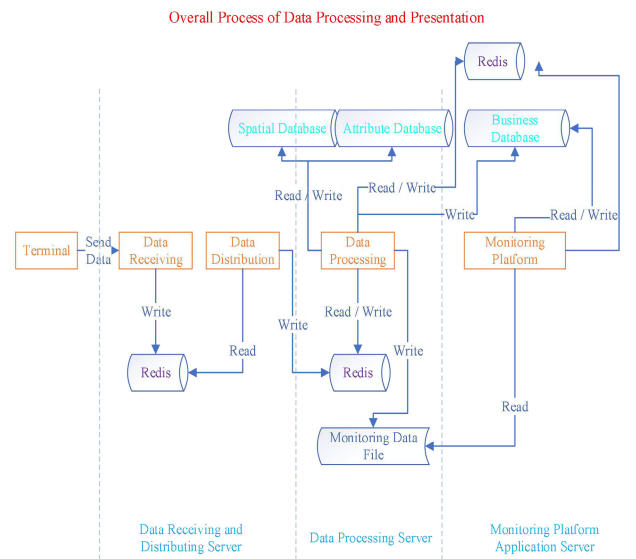 Overall Process of Data Processing and Presentation
Redis
Spatial Database
Attribute Database
Business
Database
Read / Write
Read / Write
Write
Read / Write
Terminal
Send
Data
Data
Receiving
Data
Distribution
Data
Processing
Monitoring
Platform
Write
Read
Write
Read / Write
Write
Redis
Redis
Read
Monitoring Data
File
Data Receiving and
Distributing Server
Data Processing Server
Monitoring Platform
Application Server